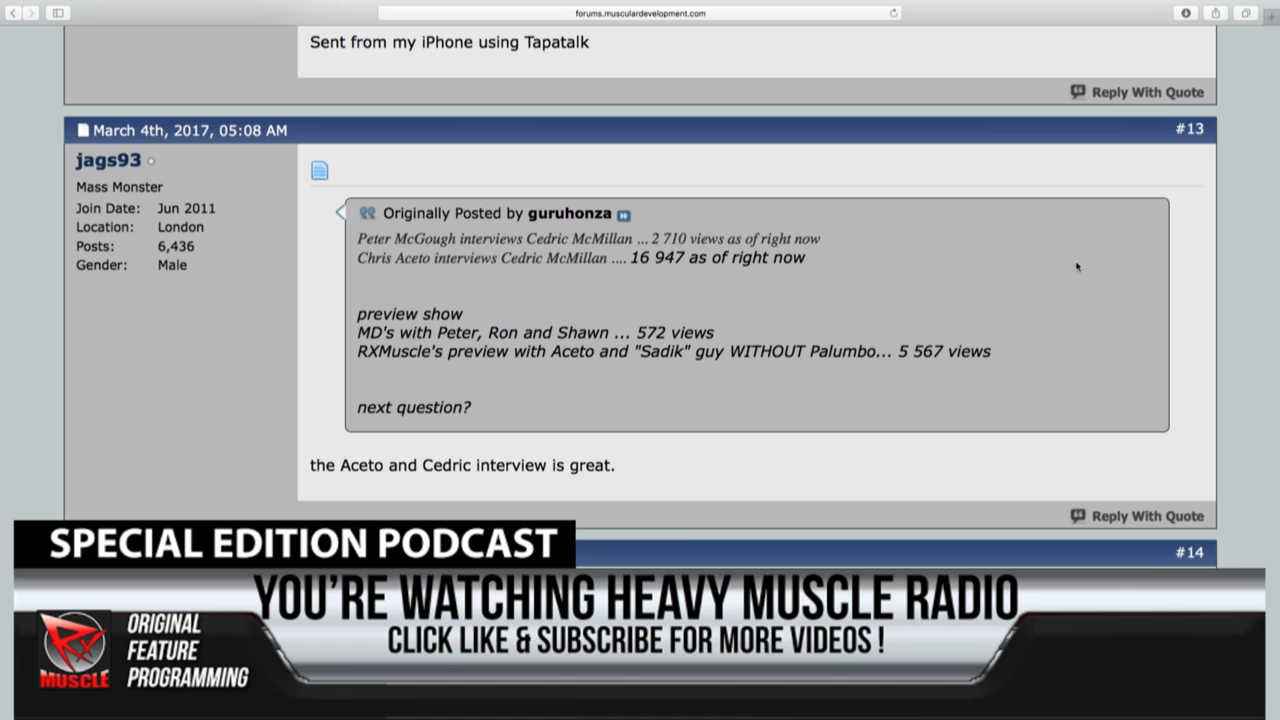 forums.musculardevelopment.com
Sent from my iPhone using Tapatalk
Reply With Quote
March 4th, 2017, 05:08 AM #13
jags93
Mass Monster
Join Date: Jun 2011
Location: London
Posts: 6,436
Gender: Male
Originally Posted by guruhonza
Peter McGough interviews Cedric McMillan ... 2 710 views as of right now
Chris Aceto interviews Cedric McMillan .... 16 947 as of right now
preview show
MD's with Peter, Ron and Shawn ... 572 views
RXMuscle's preview with Aceto and "Sadik" guy WITHOUT Palumbo... 5 567 views
next question?
the Aceto and Cedric interview is great.
Reply With Quote
#14
SPECIAL EDITION PODCAST
YOU'RE WATCHING HEAVY MUSCLE RADIO
CLICK LIKE & SUBSCRIBE FOR MORE VIDEOS !
RX
MUSCLE
ORIGINAL
FEATURE
PROGRAMMING